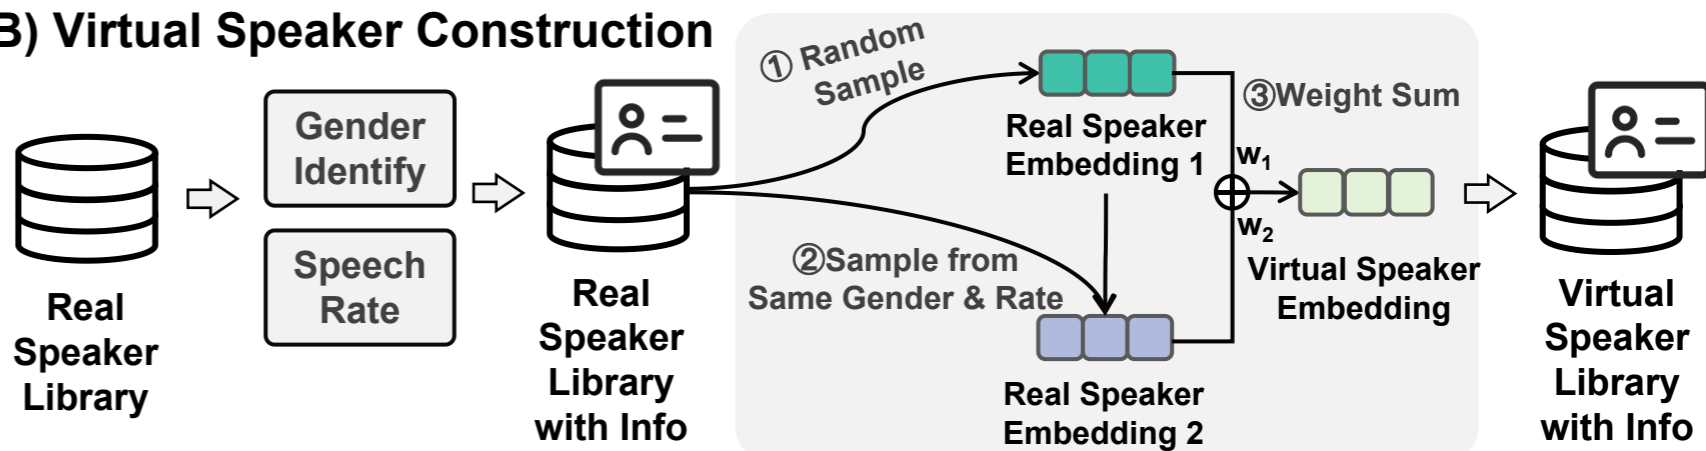 B) Virtual Speaker Construction
Real
Speaker
Library
Gender
Identify
Speech
Rate
Real
Speaker
Library
with Info
① Random
Sample
②Sample from
Same Gender & Rate
Real Speaker
Embedding 1
Real Speaker
Embedding 2
③Weight Sum
w₁
w₂
Virtual Speaker
Embedding
Virtual
Speaker
Library
with Info